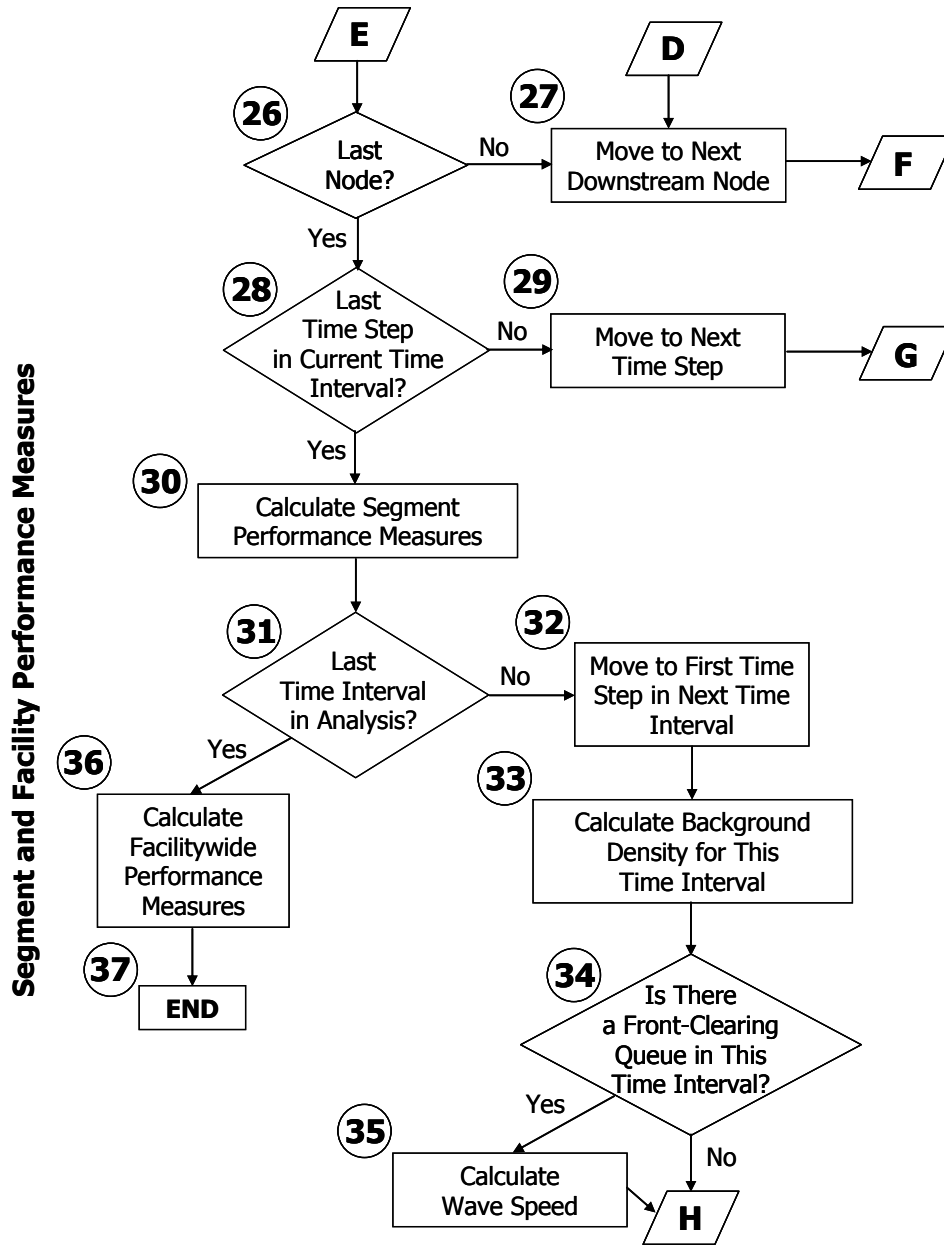 E
D
26
27
Last
Node?
No
Move to Next
Downstream Node
F
Yes
28
29
Last
Time Step
in Current Time
Interval?
No
Move to Next
Time Step
G
Yes
30
Calculate Segment
Performance Measures
31
32
Last
Time Interval
in Analysis?
No
Move to First Time
Step in Next Time
Interval
Yes
36
33
Calculate
Facilitywide
Performance
Measures
Calculate Background
Density for This
Time Interval
37
END
34
Is There
a Front-Clearing
Queue in This
Time Interval?
Yes
35
No
Calculate
Wave Speed
H
Segment and Facility Performance Measures